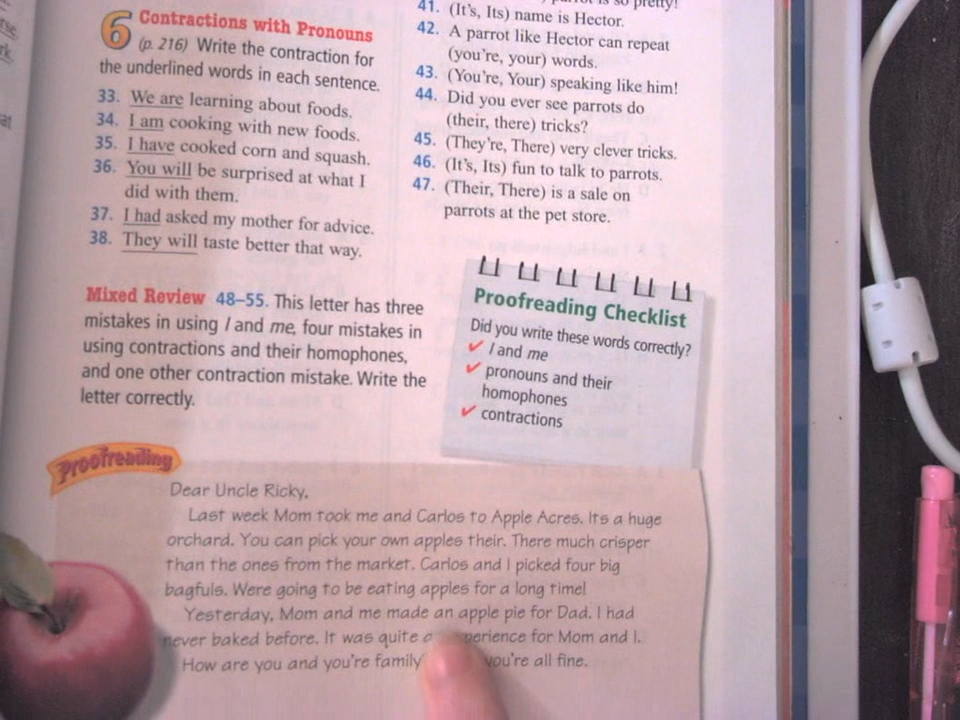 6 Contractions with Pronouns
(p. 216) Write the contraction for
the underlined words in each sentence.
33. We are learning about foods.
34. I am cooking with new foods.
35. I have cooked corn and squash.
36. You will be surprised at what I
did with them.
37. I had asked my mother for advice.
38. They will taste better that way.
Mixed Review 48–55. This letter has three
mistakes in using I and me, four mistakes in
using contractions and their homophones,
and one other contraction mistake. Write the
letter correctly.
is so pretty!
41. (It's, Its) name is Hector.
42. A parrot like Hector can repeat
(you're, your) words.
43. (You're, Your) speaking like him!
44. Did you ever see parrots do
(their, there) tricks?
45. (They're, There) very clever tricks.
46. (It's, Its) fun to talk to parrots.
47. (Their, There) is a sale on
parrots at the pet store.
Proofreading Checklist
Did you write these words correctly?
✓ I and me
✓ pronouns and their
homophones
✓ contractions
Proofreading
Dear Uncle Ricky,
Last week Mom took me and Carlos to Apple Acres. Its a huge
orchard. You can pick your own apples their. There much crisper
than the ones from the market. Carlos and I picked four big
bagfuls. Were going to be eating apples for a long time!
Yesterday, Mom and me made an apple pie for Dad. I had
never baked before. It was quite for Mom and I.
How are you and you're family you're all fine.